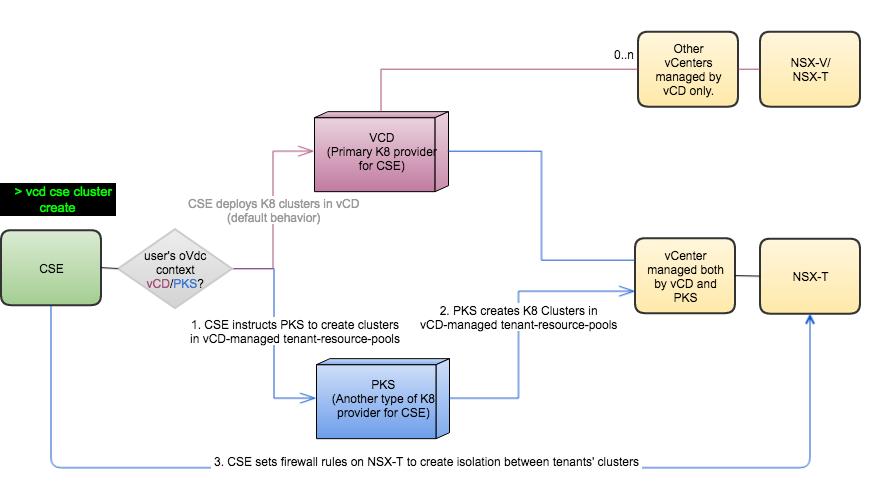 0..n
Other
vCenters
managed by
vCD only.
NSX-V/
NSX-T
VCD
(Primary K8 provider
for CSE)
> vcd cse cluster
create
CSE deploys K8 clusters in vCD
(default behavior)
CSE
user's oVdc
context
vCD/PKS?
vCenter
managed both
by vCD and
PKS
NSX-T
1. CSE instructs PKS to create clusters
in vCD-managed tenant-resource-pools
2. PKS creates K8 Clusters in
vCD-managed tenant-resource-pools
PKS
(Another type of K8
provider for CSE)
3. CSE sets firewall rules on NSX-T to create isolation between tenants' clusters